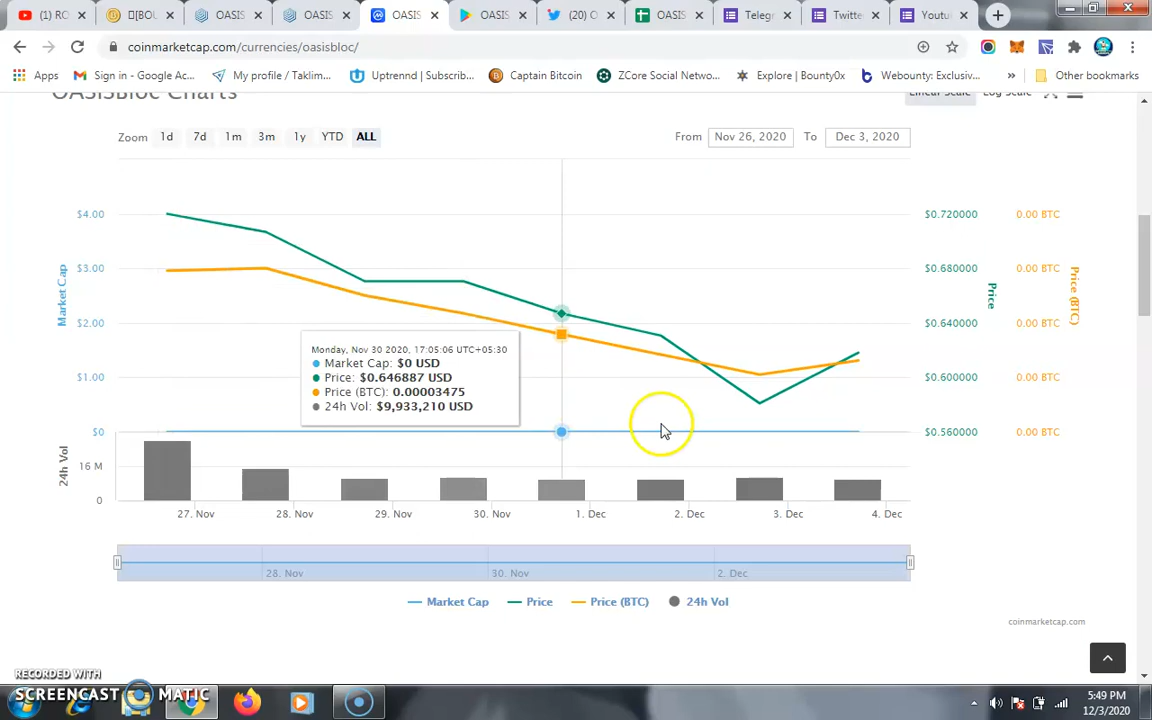 (1) RC
[BOU
OASIS
OASIS
OASIS
OASIS
(20) O
OASIS
Telegr
Twitte
Youtu
coinmarketcap.com/currencies/oasisbloc/
Apps
Sign in - Google Ac...
My profile / Taklim...
Uptrennd | Subscrib...
Captain Bitcoin
ZCore Social Netwo...
Explore | Bounty0x
Webounty: Exclusiv...
»
Other bookmarks
OASISBloc Charts
Linear Scale
Log Scale
Zoom 1d 7d 1m 3m 1y YTD ALL
From Nov 26, 2020 To Dec 3, 2020
$4.00
$3.00
$2.00
$1.00
$0
Market Cap
16 M
0
24h Vol
$0.720000
$0.680000
$0.640000
$0.600000
$0.560000
Price
0.00 BTC
0.00 BTC
0.00 BTC
0.00 BTC
0.00 BTC
Price (BTC)
Monday, Nov 30 2020, 17:05:06 UTC+05:30
Market Cap: $0 USD
Price: $0.646887 USD
Price (BTC): 0.00003475
24h Vol: $9,933,210 USD
27. Nov
28. Nov
29. Nov
30. Nov
1. Dec
2. Dec
3. Dec
4. Dec
28. Nov
30. Nov
2. Dec
Market Cap
Price
Price (BTC)
24h Vol
coinmarketcap.com
RECORDED WITH
SCREENCAST MATIC
5:49 PM
12/3/2020